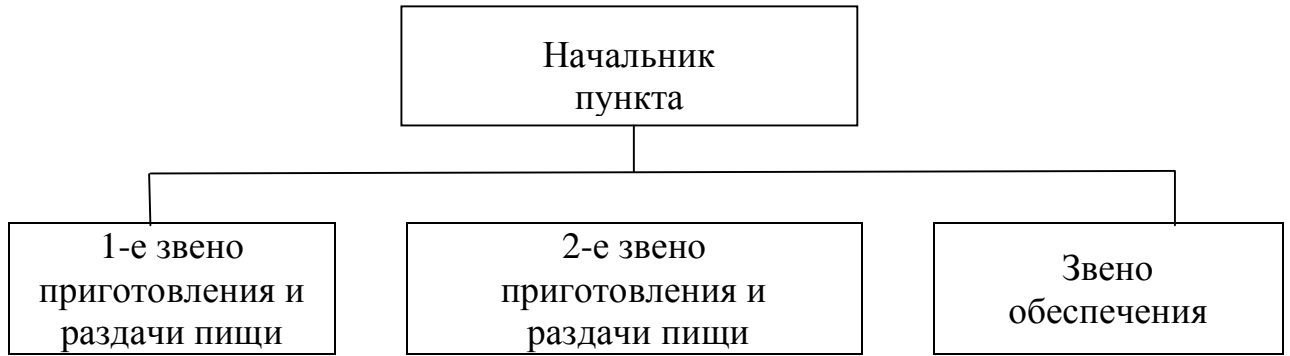 Начальник
пункта
1-е звено
приготовления и
раздачи пищи
2-е звено
приготовления и
раздачи пищи
Звено
обеспечения